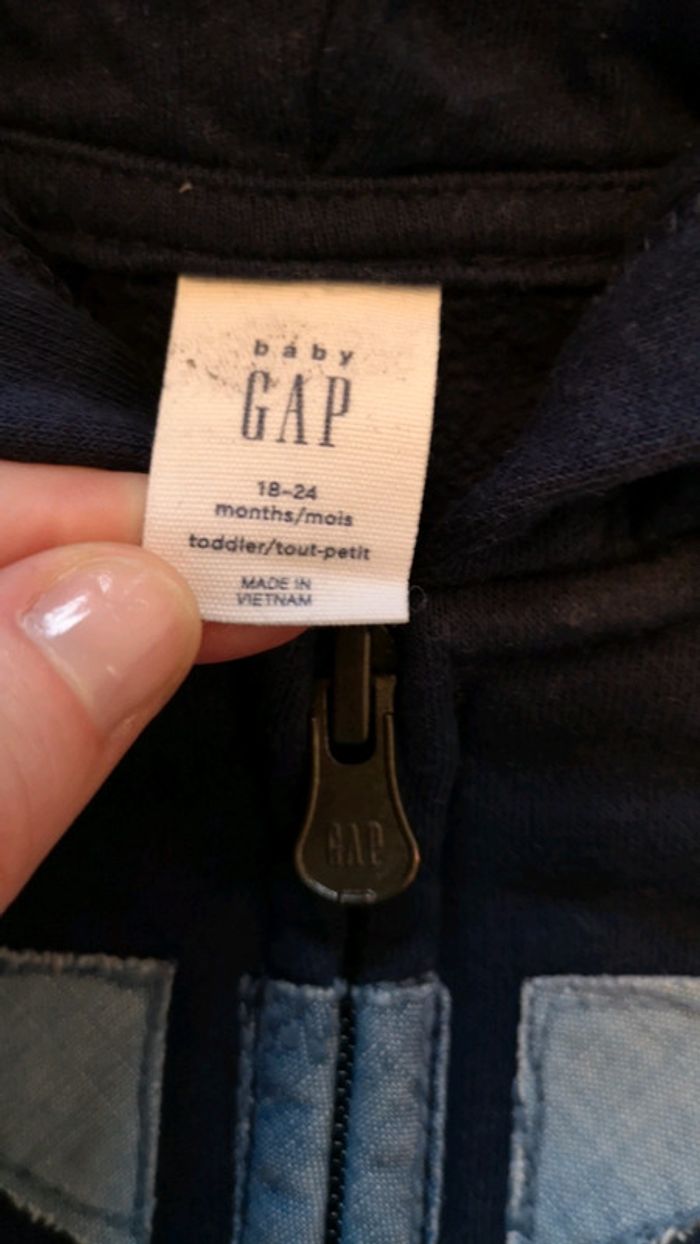 baby
GAP
18-24
months/mois
toddler/tout-petit
MADE IN
VIETNAM
GAP